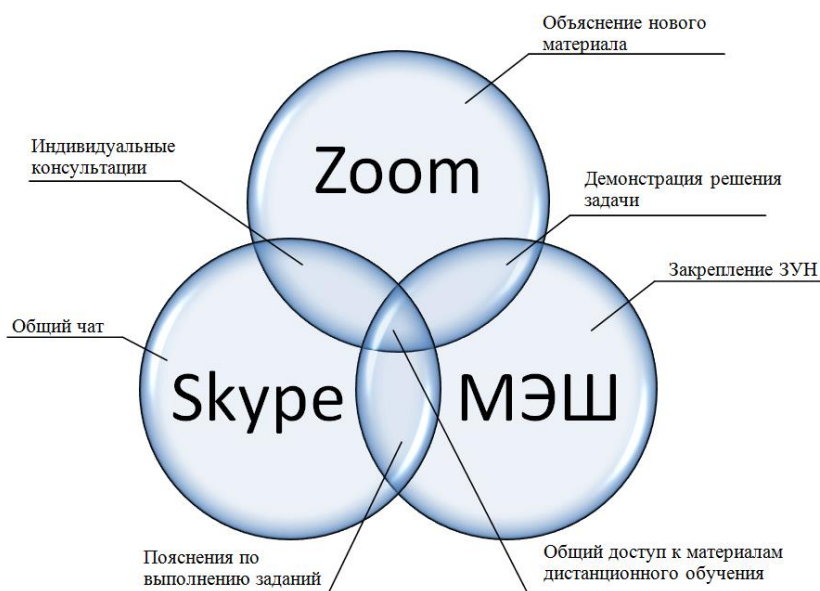 Объяснение нового
материала
Индивидуальные
консультации
Zoom
Демонстрация решения
задачи
Закрепление ЗУН
Общий чат
Skype
МЭШ
Пояснения по
выполнению заданий
Общий доступ к материалам
дистанционного обучения